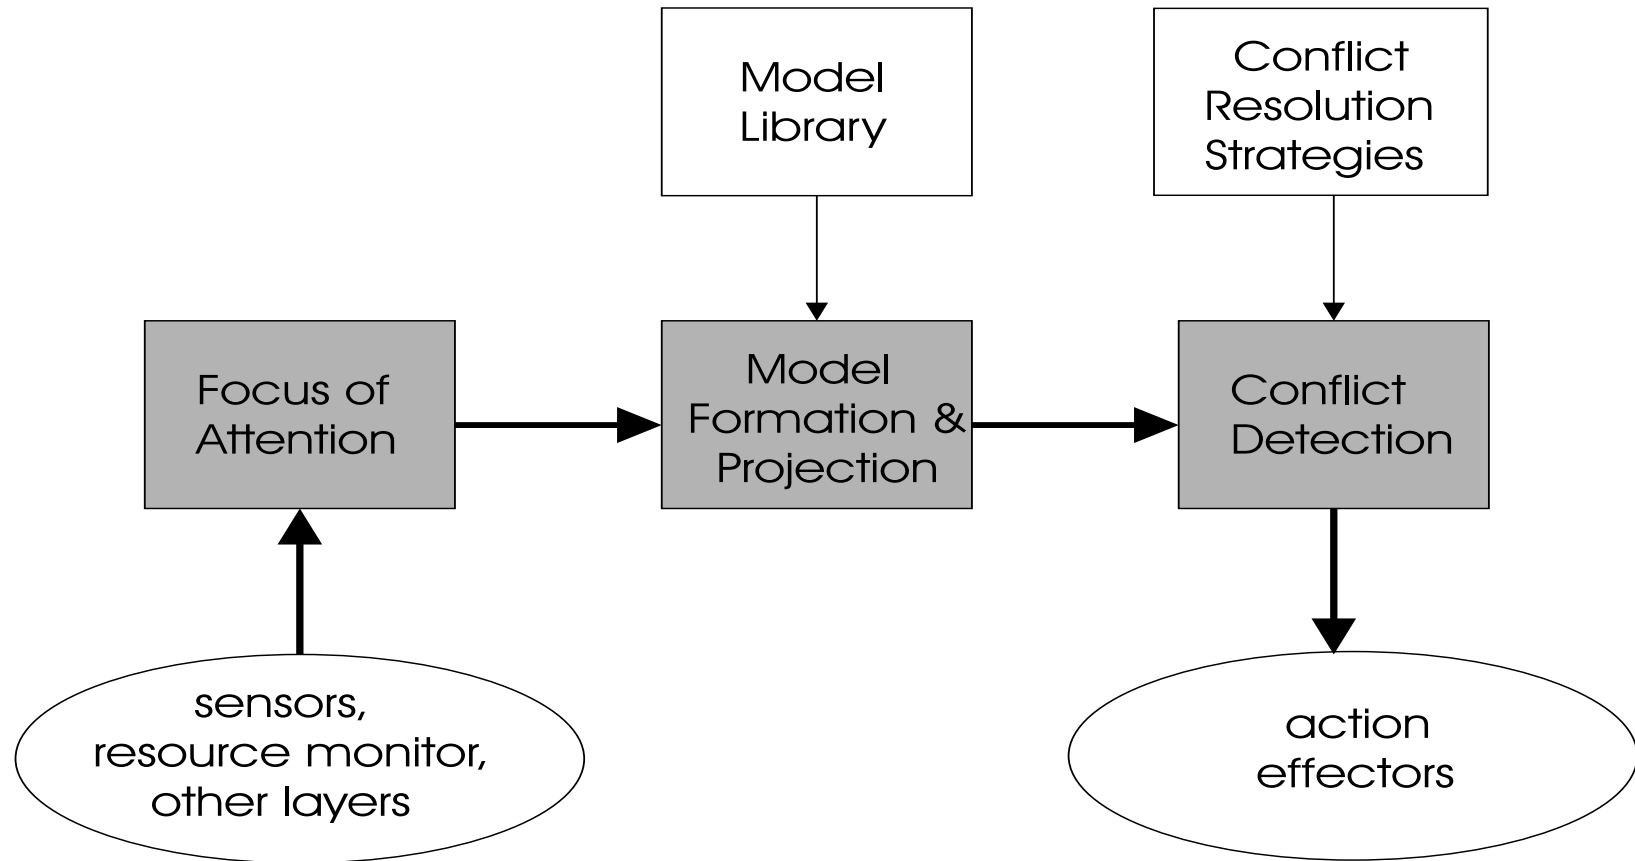 Model
Library
Conflict
Resolution
Strategies
Focus of
Attention
Model
Formation &
Projection
Conflict
Detection
sensors,
resource monitor,
other layers
action
effectors